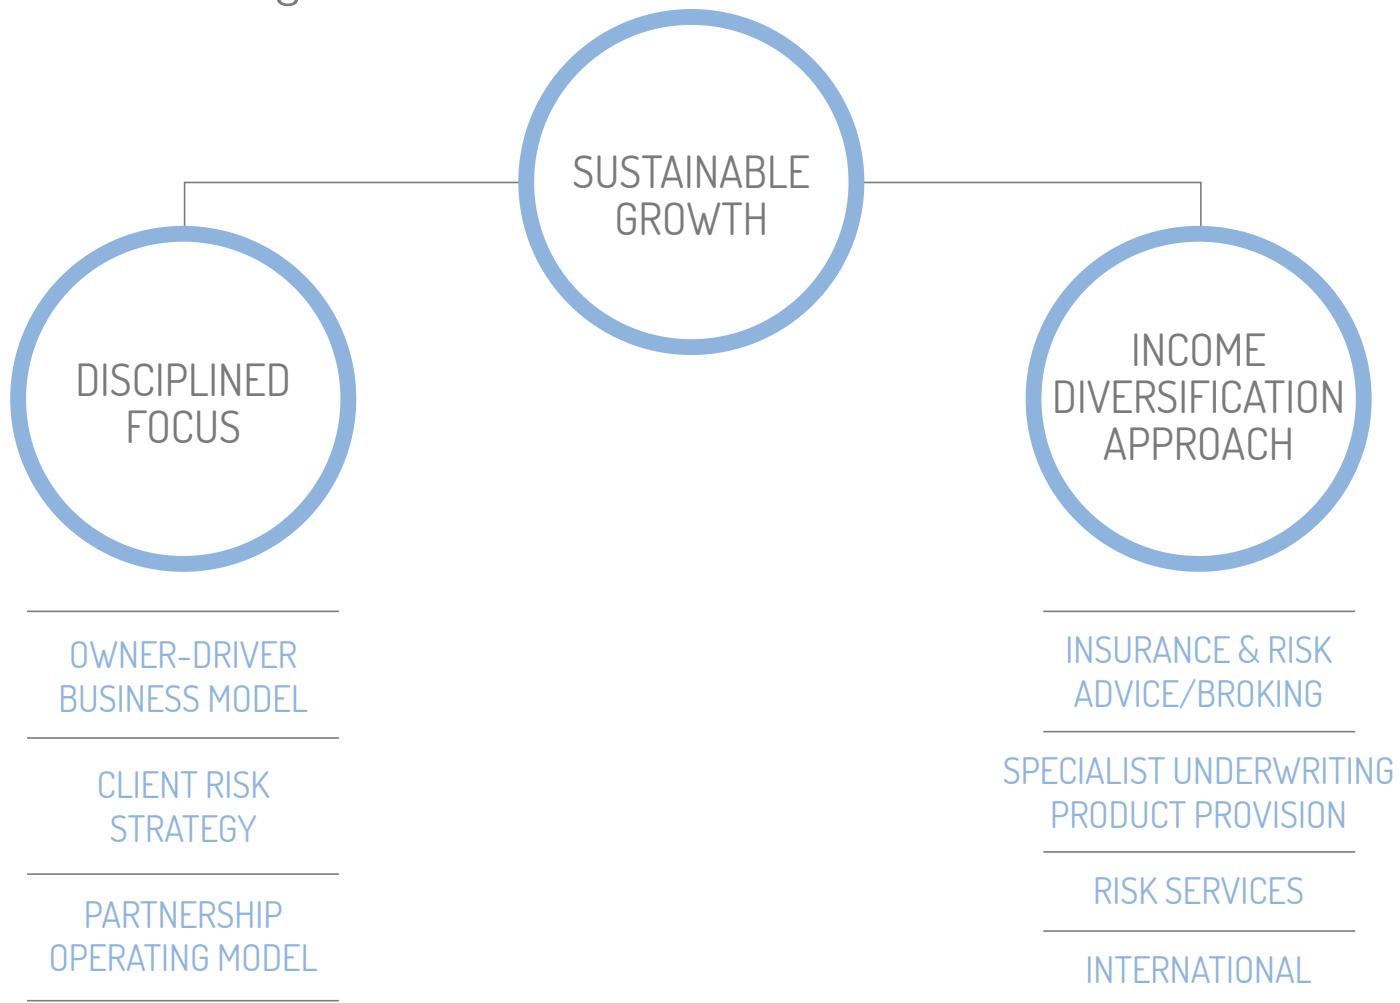 SUSTAINABLE
GROWTH
DISCIPLINED
FOCUS
INCOME
DIVERSIFICATION
APPROACH
OWNER-DRIVER
BUSINESS MODEL
CLIENT RISK
STRATEGY
PARTNERSHIP
OPERATING MODEL
INSURANCE & RISK
ADVICE/BROKING
SPECIALIST UNDERWRITING
PRODUCT PROVISION
RISK SERVICES
INTERNATIONAL